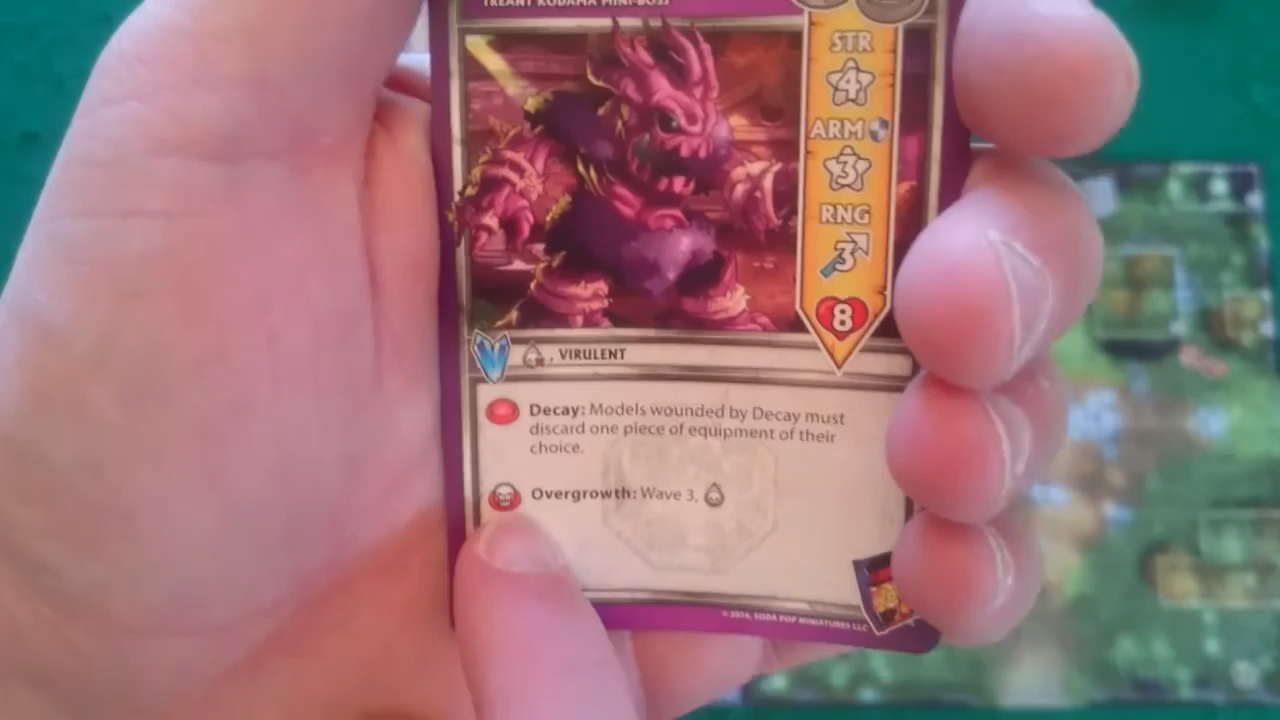 TREANT KODAMA MINI-BOSS
STR
4
ARM
3
RNG
3
8
, VIRULENT
Decay: Models wounded by Decay must
discard one piece of equipment of their
choice.
Overgrowth: Wave 3,
© 2014, SODA POP MINIATURES LLC